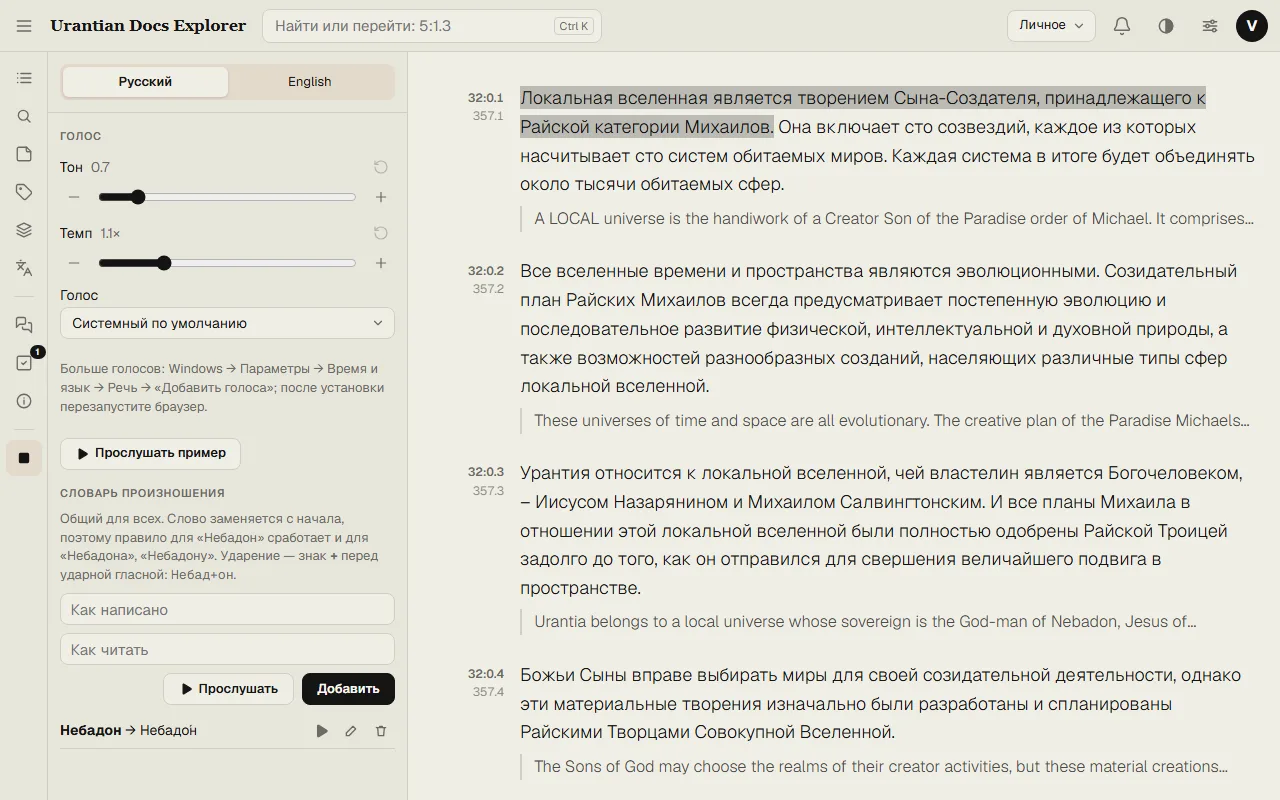 Urantian Docs Explorer
Найти или перейти: 5:1.3
Ctrl K
Личное
V
Русский
English
ГОЛОС
Тон 0.7
Темп 1.1×
Голос
Системный по умолчанию
Больше голосов: Windows → Параметры → Время и
язык → Речь → «Добавить голоса»; после установки
перезапустите браузер.
Прослушать пример
СЛОВАРЬ ПРОИЗНОШЕНИЯ
Общий для всех. Слово заменяется с начала,
поэтому правило для «Небадон» сработает и для
«Небадона», «Небадону». Ударение — знак + перед
ударной гласной: Небад+он.
Как написано
Как читать
Прослушать
Добавить
Небадон → Небадо́н
1
32:0.1
357.1
Локальная вселенная является творением Сына-Создателя, принадлежащего к
Райской категории Михаилов. Она включает сто созвездий, каждое из которых
насчитывает сто систем обитаемых миров. Каждая система в итоге будет объединять
около тысячи обитаемых сфер.
A LOCAL universe is the handiwork of a Creator Son of the Paradise order of Michael. It comprises...
32:0.2
357.2
Все вселенные времени и пространства являются эволюционными. Созидательный
план Райских Михаилов всегда предусматривает постепенную эволюцию и
последовательное развитие физической, интеллектуальной и духовной природы, а
также возможностей разнообразных созданий, населяющих различные типы сфер
локальной вселенной.
These universes of time and space are all evolutionary. The creative plan of the Paradise Michaels...
32:0.3
357.3
Урантия относится к локальной вселенной, чей властелин является Богочеловеком,
– Иисусом Назарянином и Михаилом Салвингтонским. И все планы Михаила в
отношении этой локальной вселенной были полностью одобрены Райской Троицей
задолго до того, как он отправился для свершения величайшего подвига в
пространстве.
Urantia belongs to a local universe whose sovereign is the God-man of Nebadon, Jesus of...
32:0.4
357.4
Божьи Сыны вправе выбирать миры для своей созидательной деятельности, однако
эти материальные творения изначально были разработаны и спланированы
Райскими Творцами Совокупной Вселенной.
The Sons of God may choose the realms of their creator activities, but these material creations...